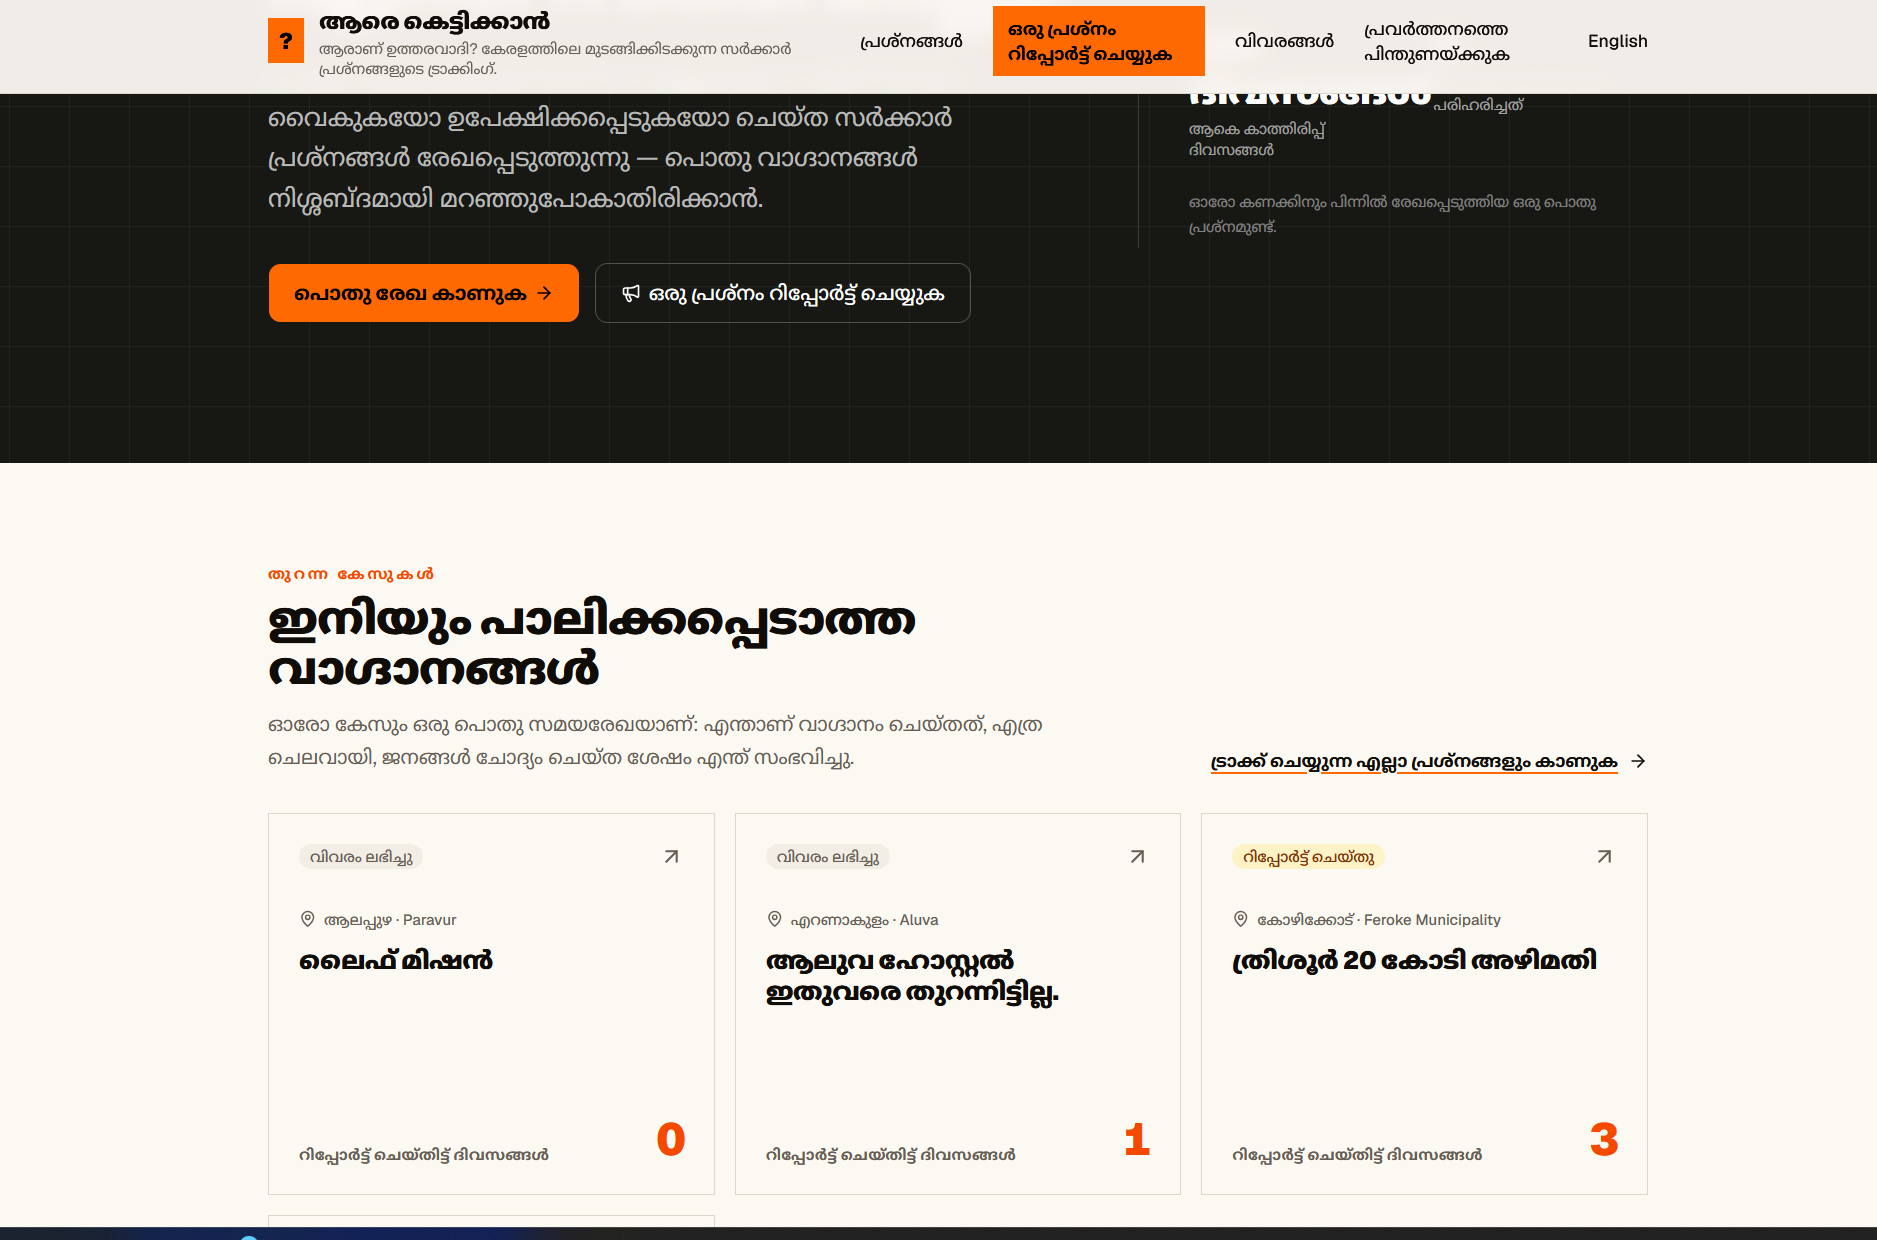 ?
ആരെ കെട്ടിക്കാൻ
ആരാണ് ഉത്തരവാദി? കേരളത്തിലെ മുടങ്ങിക്കിടക്കുന്ന സർക്കാർ
പ്രശ്നങ്ങളുടെ ട്രാക്കിംഗ്.
പ്രശ്നങ്ങൾ
ഒരു പ്രശ്നം
റിപ്പോർട്ട് ചെയ്യുക
വിവരങ്ങൾ
പ്രവർത്തനത്തെ
പിന്തുണയ്ക്കുക
English
വൈകുകയോ ഉപേക്ഷിക്കപ്പെടുകയോ ചെയ്ത സർക്കാർ
പ്രശ്നങ്ങൾ രേഖപ്പെടുത്തുന്നു — പൊതു വാഗ്ദാനങ്ങൾ
നിശ്ശബ്ദമായി മറഞ്ഞുപോകാതിരിക്കാൻ.
പൊതു രേഖ കാണുക →
ഒരു പ്രശ്നം റിപ്പോർട്ട് ചെയ്യുക
പരിഹരിച്ചത്
ആകെ കാത്തിരിപ്പ്
ദിവസങ്ങൾ
ഓരോ കണക്കിനും പിന്നിൽ രേഖപ്പെടുത്തിയ ഒരു പൊതു
പ്രശ്നമുണ്ട്.
തുറന്ന കേസുകൾ
ഇനിയും പാലിക്കപ്പെടാത്ത
വാഗ്ദാനങ്ങൾ
ഓരോ കേസും ഒരു പൊതു സമയരേഖയാണ്: എന്താണ് വാഗ്ദാനം ചെയ്തത്, എത്ര
ചെലവായി, ജനങ്ങൾ ചോദ്യം ചെയ്ത ശേഷം എന്ത് സംഭവിച്ചു.
ട്രാക്ക് ചെയ്യുന്ന എല്ലാ പ്രശ്നങ്ങളും കാണുക →
വിവരം ലഭിച്ചു
ആലപ്പുഴ · Paravur
ലൈഫ് മിഷൻ
റിപ്പോർട്ട് ചെയ്തിട്ട് ദിവസങ്ങൾ
0
വിവരം ലഭിച്ചു
എറണാകുളം · Aluva
ആലുവ ഹോസ്റ്റൽ
ഇതുവരെ തുറന്നിട്ടില്ല.
റിപ്പോർട്ട് ചെയ്തിട്ട് ദിവസങ്ങൾ
1
റിപ്പോർട്ട് ചെയ്തു
കോഴിക്കോട് · Feroke Municipality
ത്രിശൂർ 20 കോടി അഴിമതി
റിപ്പോർട്ട് ചെയ്തിട്ട് ദിവസങ്ങൾ
3